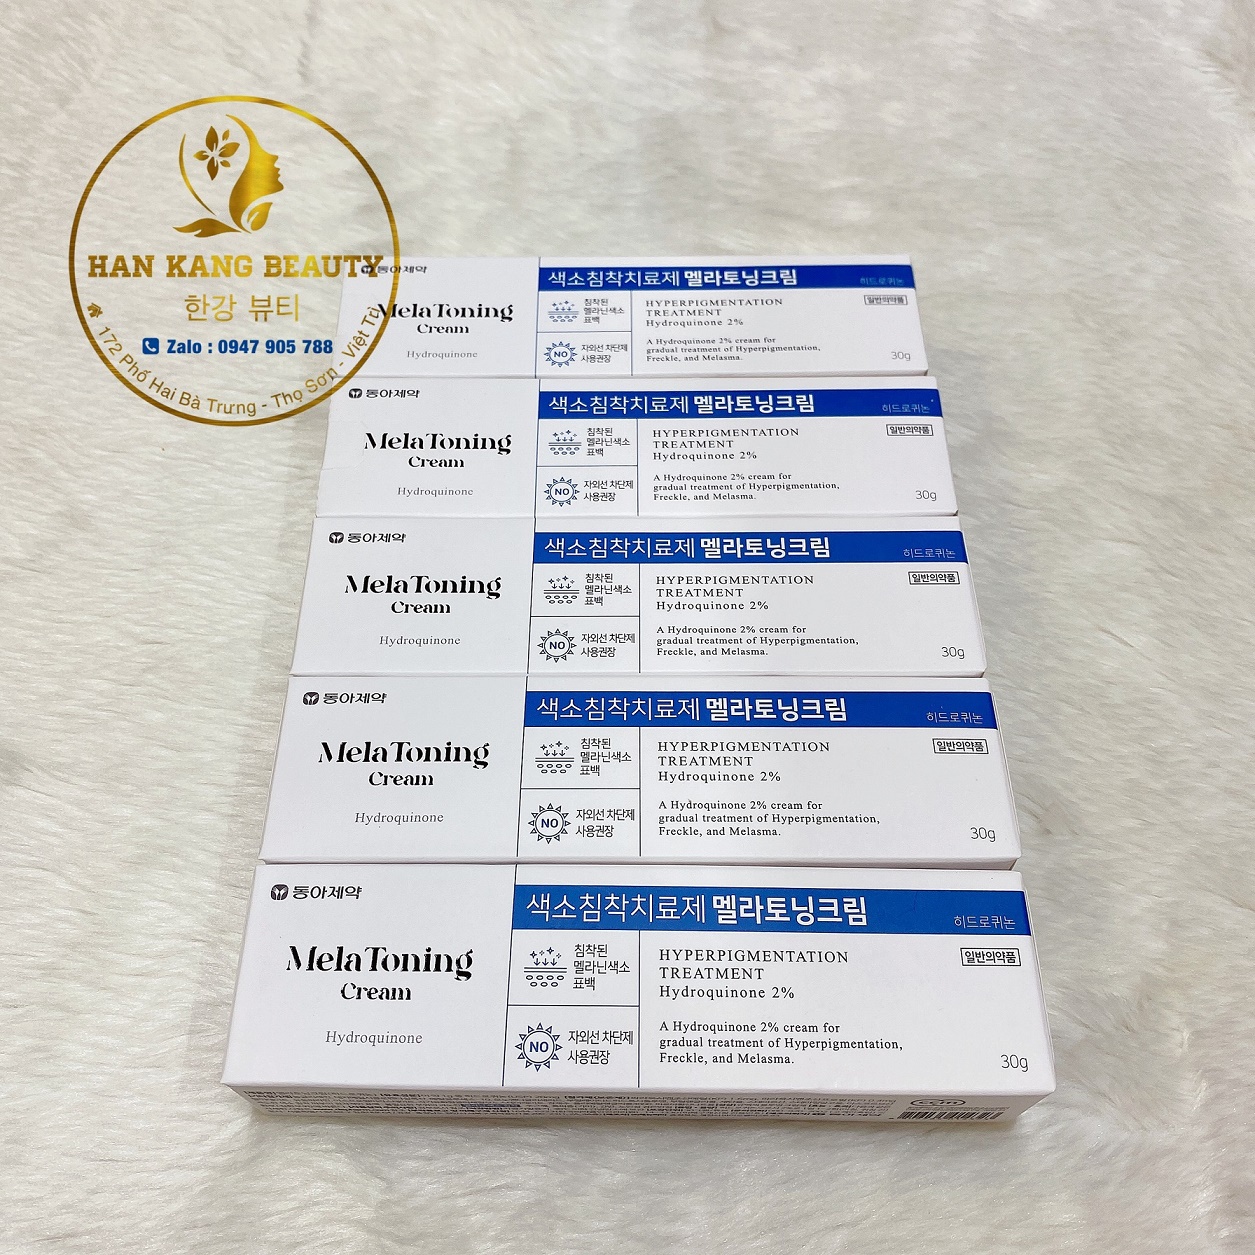 HAN KANG BEAUTY
한강 뷰티
Zalo : 0947 905 788
172 Phố Hai Bà Trưng - Thọ Sơn - Việt Trì
동아제약
MelaToning
Cream
Hydroquinone
색소침착치료제 멜라토닝크림
히드로퀴논
침착된
멜라닌색소
표백
NO
자외선 차단제
사용권장
HYPERPIGMENTATION
TREATMENT
Hydroquinone 2%
일반의약품
A Hydroquinone 2% cream for
gradual treatment of Hyperpigmentation,
Freckle, and Melasma.
30g
동아제약
MelaToning
Cream
Hydroquinone
색소침착치료제 멜라토닝크림
히드로퀴논
침착된
멜라닌색소
표백
NO
자외선 차단제
사용권장
HYPERPIGMENTATION
TREATMENT
Hydroquinone 2%
일반의약품
A Hydroquinone 2% cream for
gradual treatment of Hyperpigmentation,
Freckle, and Melasma.
30g
동아제약
MelaToning
Cream
Hydroquinone
색소침착치료제 멜라토닝크림
히드로퀴논
침착된
멜라닌색소
표백
NO
자외선 차단제
사용권장
HYPERPIGMENTATION
TREATMENT
Hydroquinone 2%
일반의약품
A Hydroquinone 2% cream for
gradual treatment of Hyperpigmentation,
Freckle, and Melasma.
30g
동아제약
MelaToning
Cream
Hydroquinone
색소침착치료제 멜라토닝크림
히드로퀴논
침착된
멜라닌색소
표백
NO
자외선 차단제
사용권장
HYPERPIGMENTATION
TREATMENT
Hydroquinone 2%
일반의약품
A Hydroquinone 2% cream for
gradual treatment of Hyperpigmentation,
Freckle, and Melasma.
30g
동아제약
MelaToning
Cream
Hydroquinone
색소침착치료제 멜라토닝크림
히드로퀴논
침착된
멜라닌색소
표백
NO
자외선 차단제
사용권장
HYPERPIGMENTATION
TREATMENT
Hydroquinone 2%
일반의약품
A Hydroquinone 2% cream for
gradual treatment of Hyperpigmentation,
Freckle, and Melasma.
30g